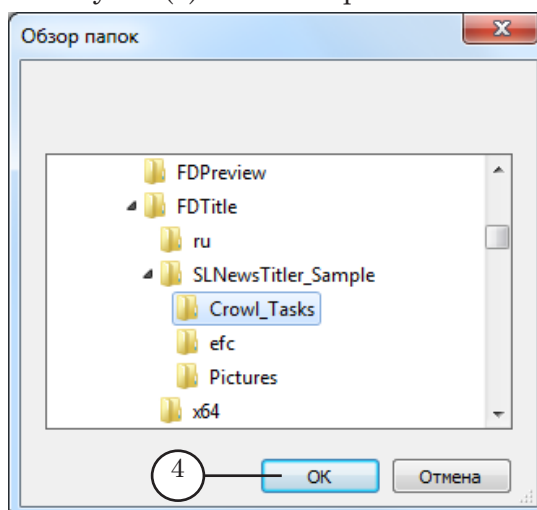 Обзор папок
FDPreview
FDTitle
ru
SLNewsTitler_Sample
Crowl_Tasks
efc
Pictures
x64
4
OK
Отмена